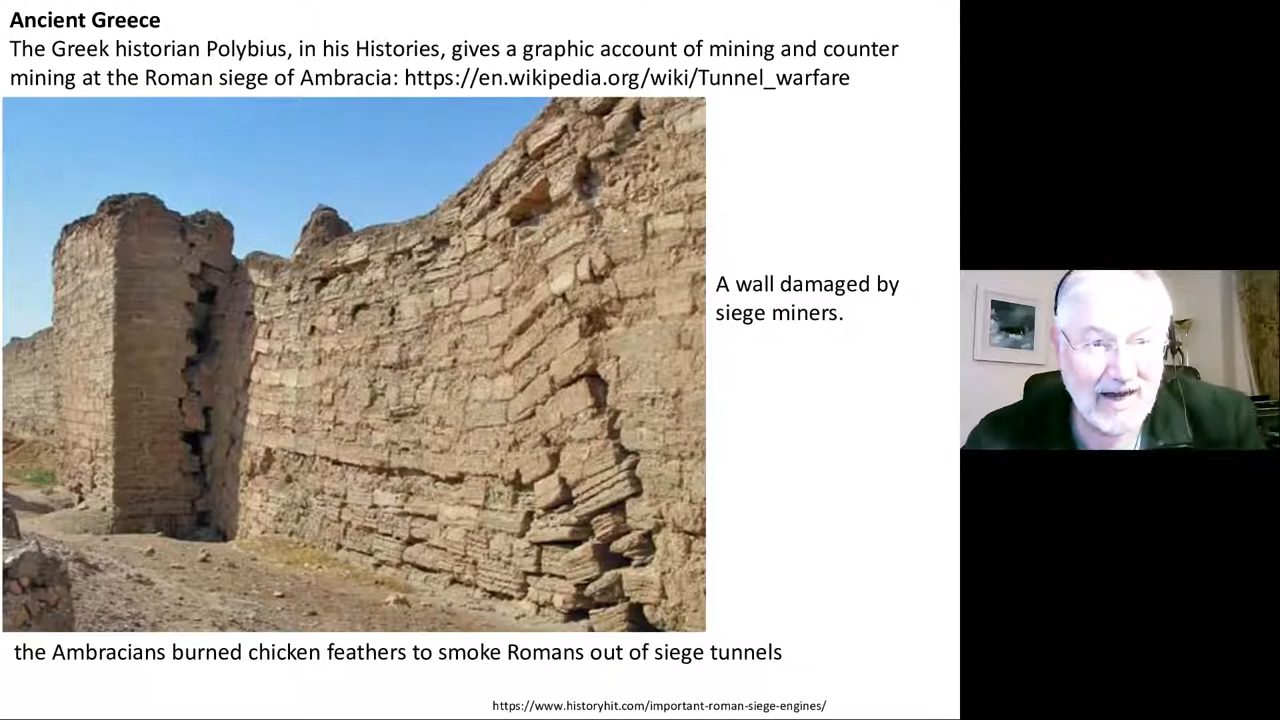 Ancient Greece
The Greek historian Polybius, in his Histories, gives a graphic account of mining and counter
mining at the Roman siege of Ambracia: https://en.wikipedia.org/wiki/Tunnel_warfare
A wall damaged by
siege miners.
the Ambracians burned chicken feathers to smoke Romans out of siege tunnels
https://www.historyhit.com/important-roman-siege-engines/